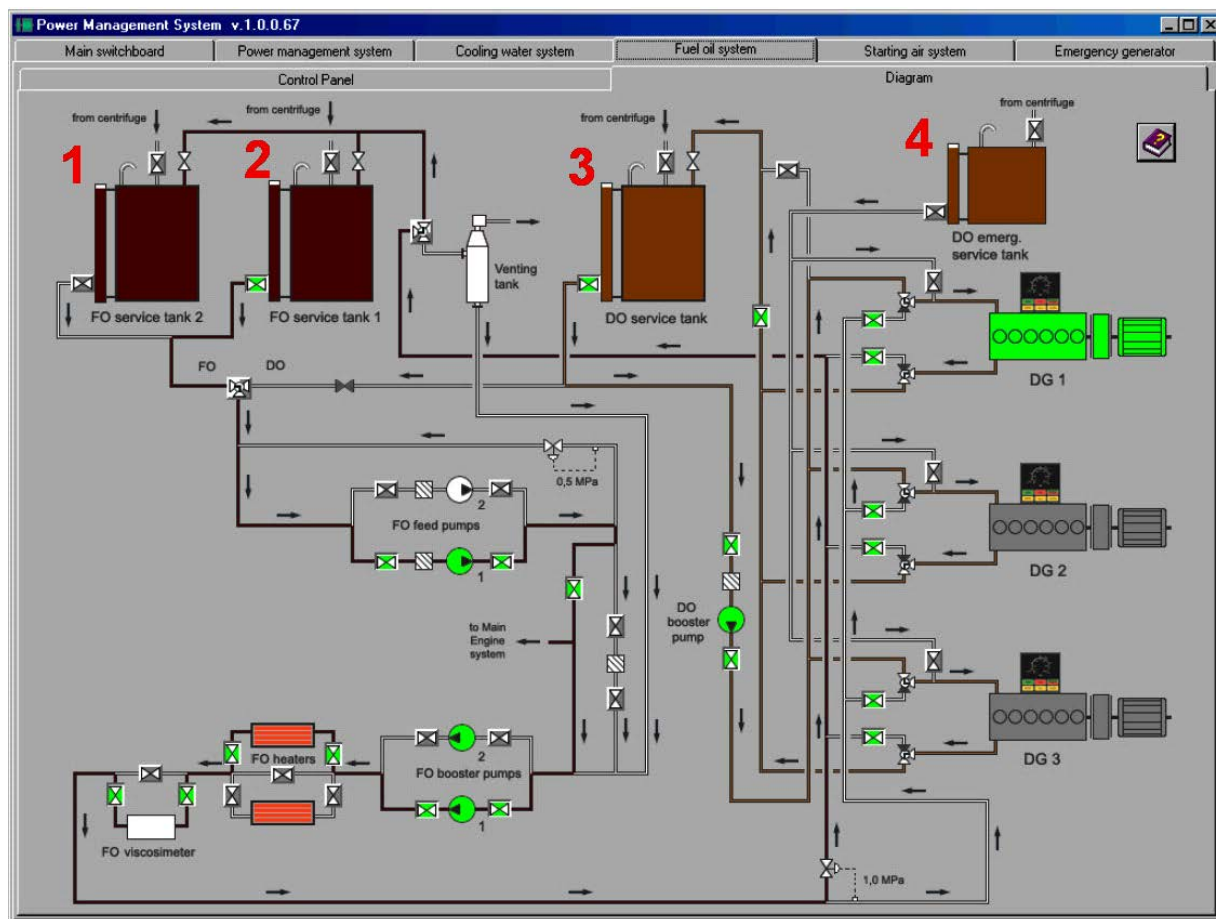 Power Management System v.1.0.0.67
Main switchboard
Power management system
Cooling water system
Fuel oil system
Starting air system
Emergency generator
Control Panel
Diagram
from centrifuge
from centrifuge
from centrifuge
from centrifuge
1
2
3
4
?
Venting
tank
DO emerg.
service tank
FO service tank 2
FO service tank 1
DO service tank
FO
DO
DG 1
0,5 MPa
2
FO feed pumps
1
DG 2
DO
booster
pump
to Main
Engine
system
2
FO heaters
FO booster pumps
1
DG 3
FO viscosimeter
1,0 MPa